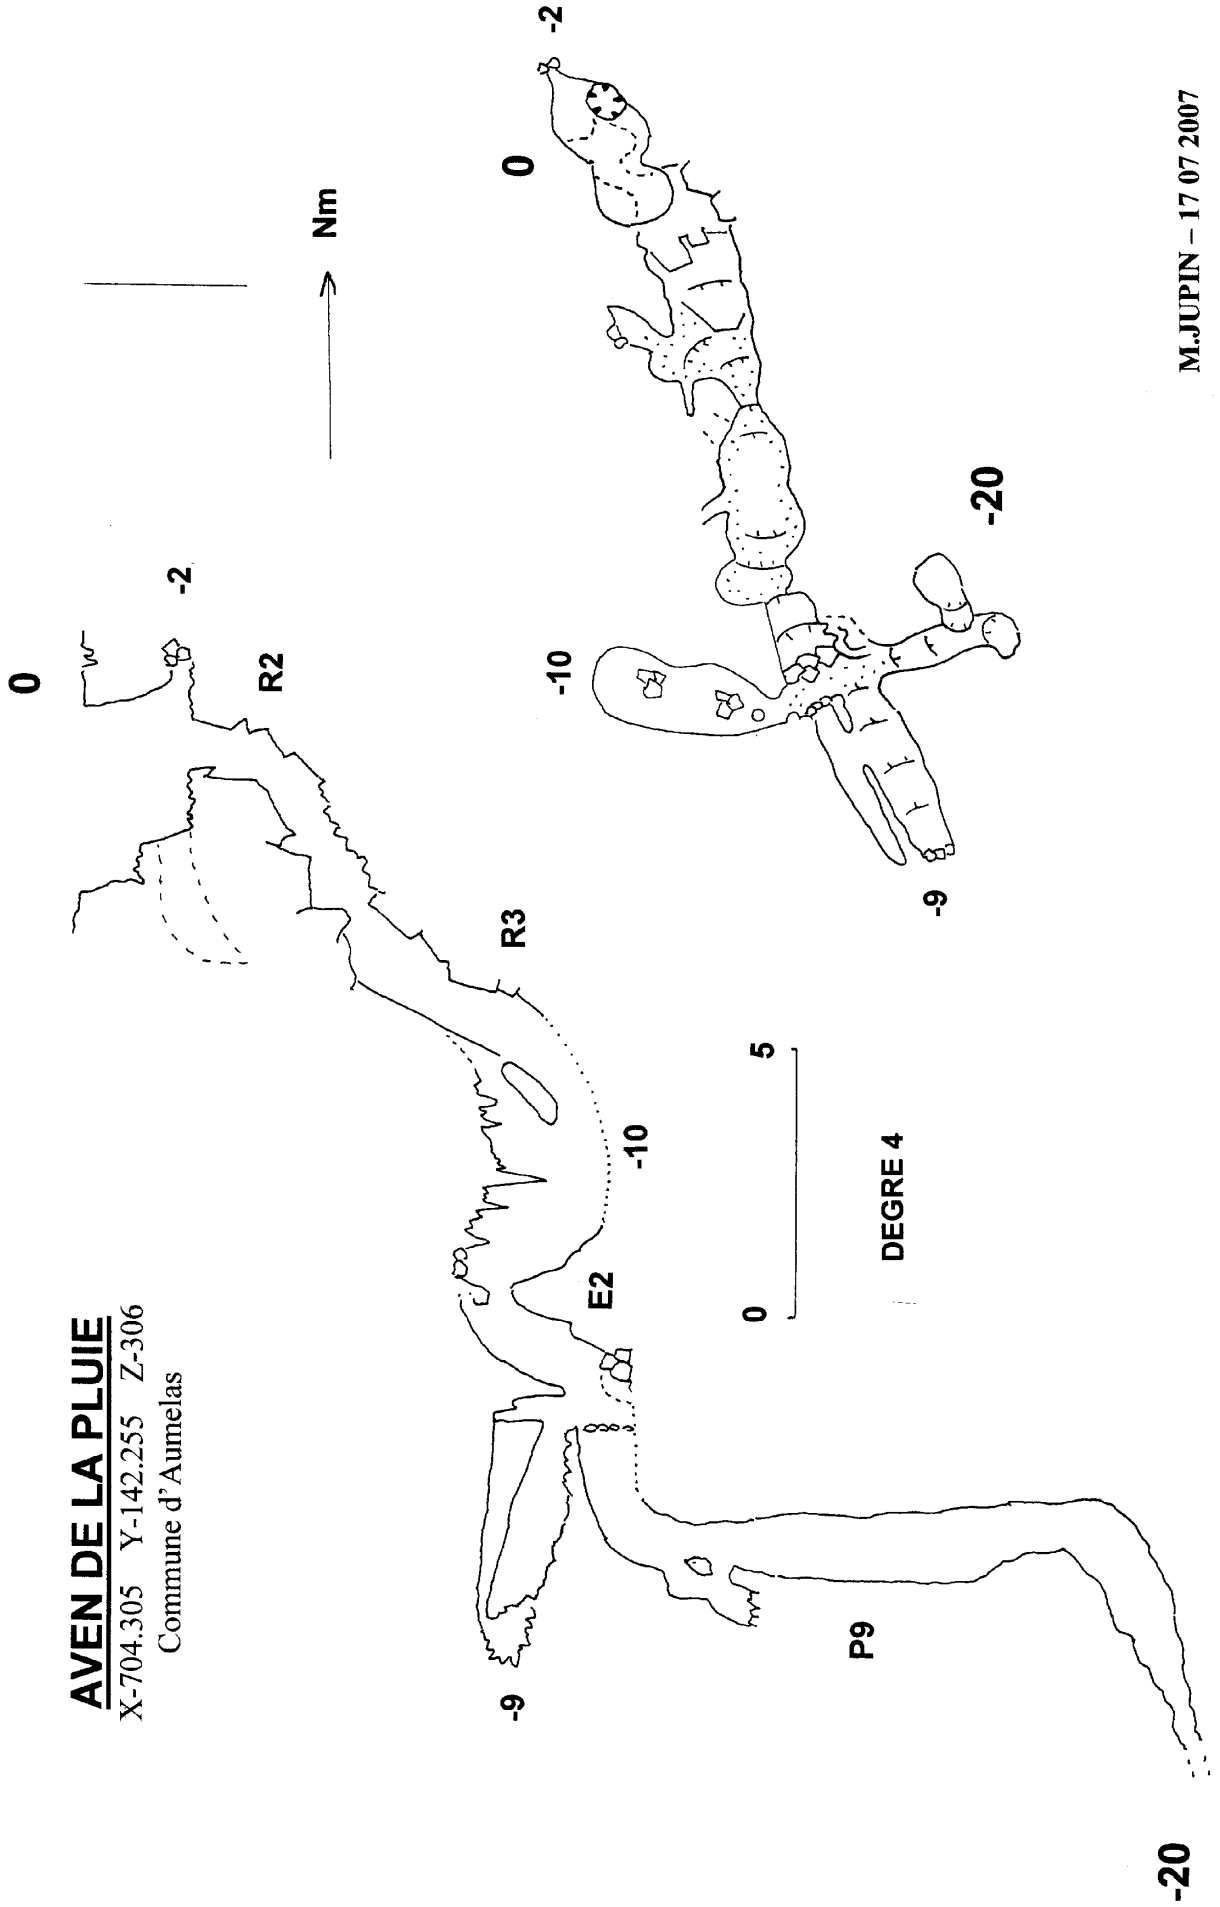 AVEN DE LA PLUIE
X-704.305 Y-142.255 Z-306
Commune d'Aumelas
0
-2
R2
R3
-10
E2
-9
P9
-20
0 5
DEGRE 4
Nm
0
-2
-10
-9
-20
M.JUPIN – 17 07 2007